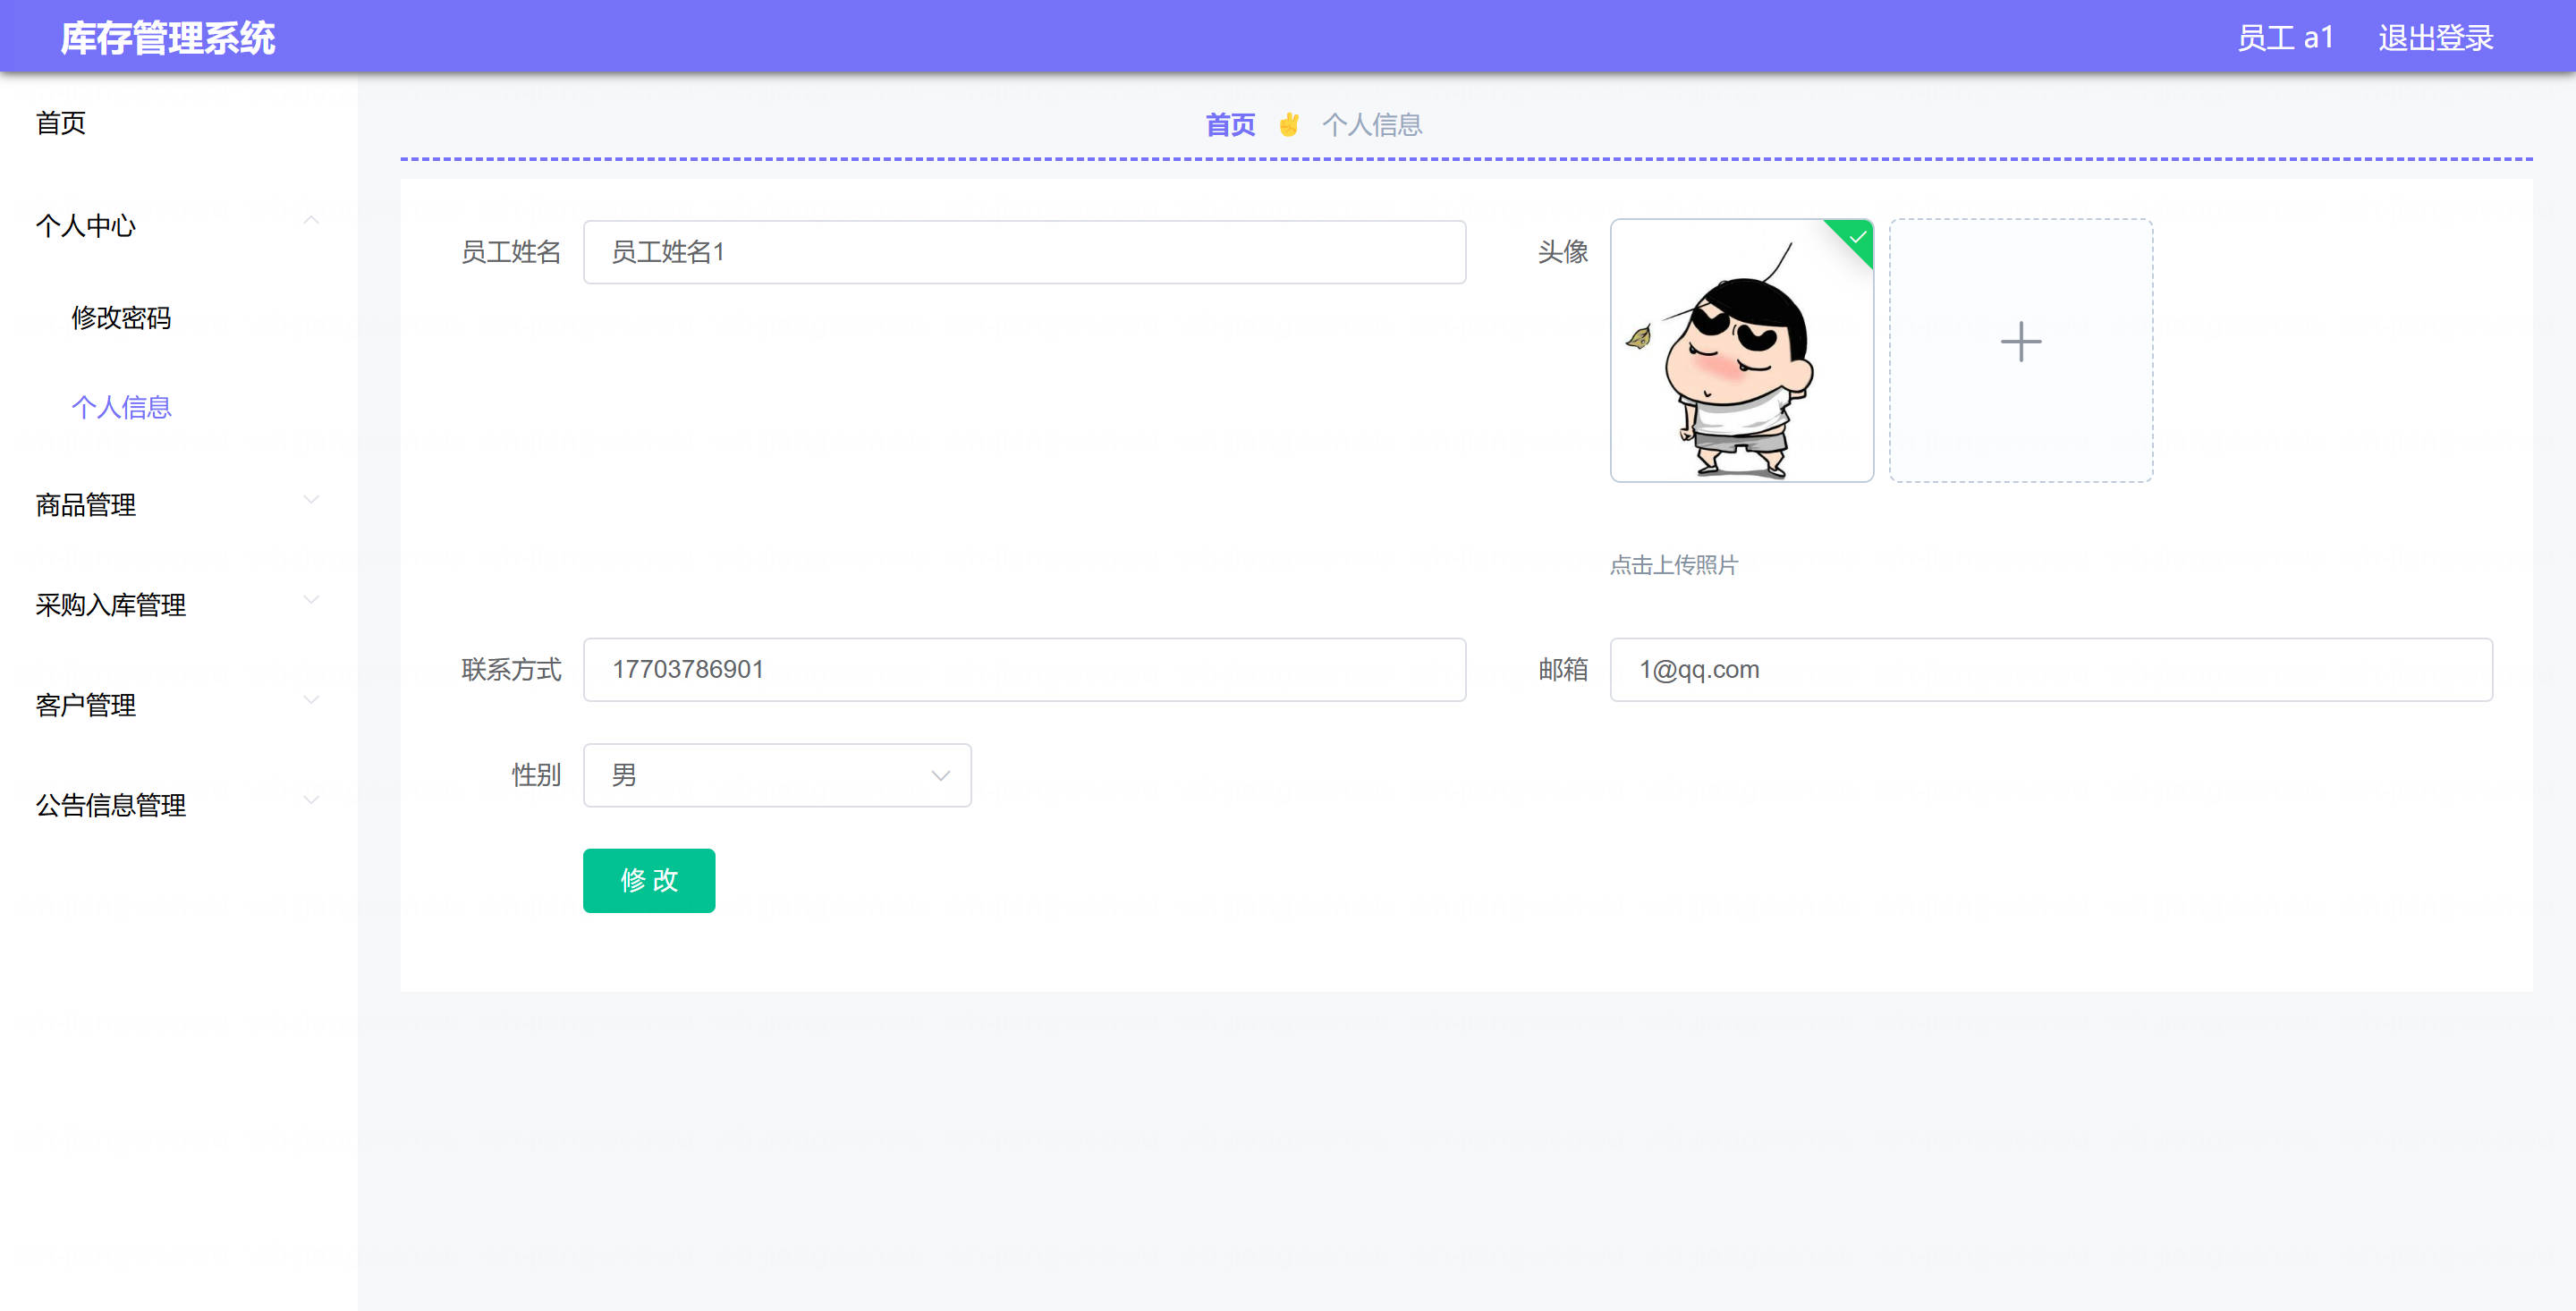 库存管理系统
员工 a1 退出登录
首页
个人中心
修改密码
个人信息
商品管理
采购入库管理
客户管理
公告信息管理
首页 ✌ 个人信息
员工姓名 员工姓名1
头像
点击上传照片
联系方式 17703786901
邮箱 1@qq.com
性别 男
修 改